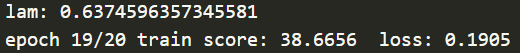 lam: 0.6374596357345581
epoch 19/20 train score: 38.6656  loss: 0.1905